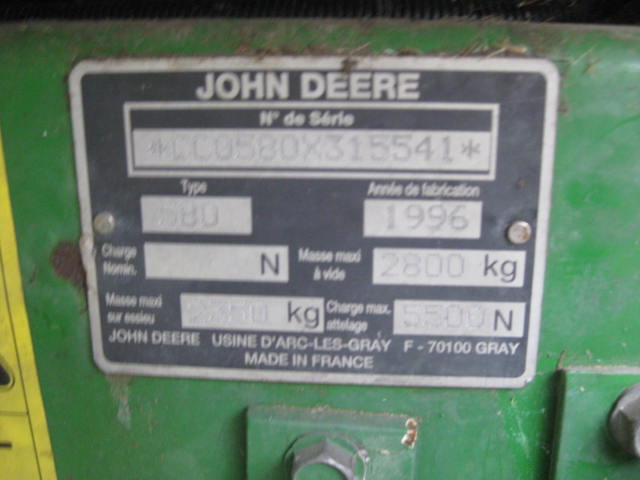 JOHN DEERE
N° de Série
*CC0580X315541*
Type Année de fabrication
580 1996
Charge Nomin. N Masse maxi à vide 2800 kg
Masse maxi sur essieu 2350 kg Charge max. attelage 5500 N
JOHN DEERE USINE D'ARC-LES-GRAY F - 70100 GRAY
MADE IN FRANCE